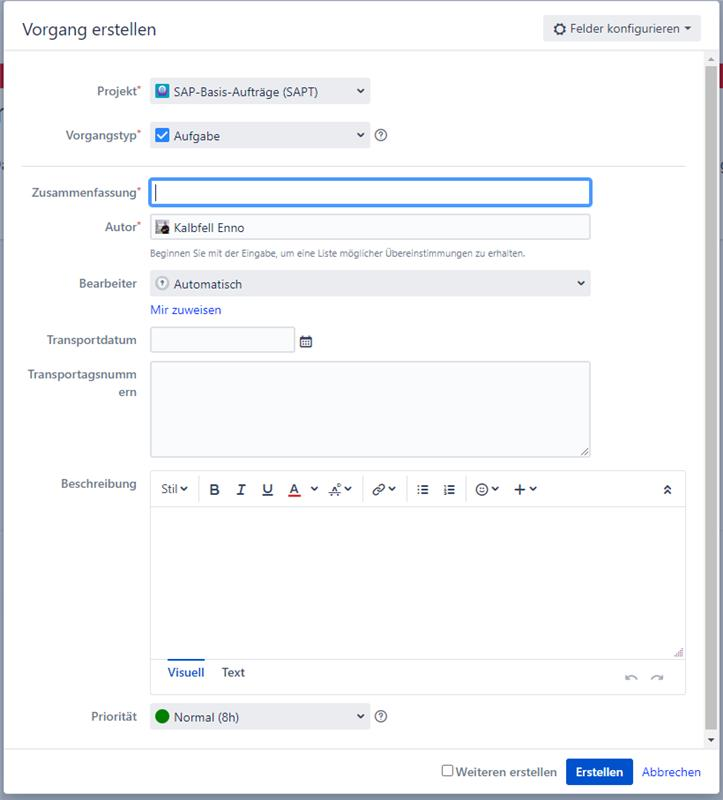 Vorgang erstellen
Felder konfigurieren
Projekt*
SAP-Basis-Aufträge (SAPT)
Vorgangstyp*
Aufgabe
Zusammenfassung*
Autor*
Kalbfell Enno
Beginnen Sie mit der Eingabe, um eine Liste möglicher Übereinstimmungen zu erhalten.
Bearbeiter
Automatisch
Mir zuweisen
Transportdatum
Transportagsnumm
ern
Beschreibung
Stil B I U A
Visuell Text
Priorität
Normal (8h)
Weiteren erstellen Erstellen Abbrechen